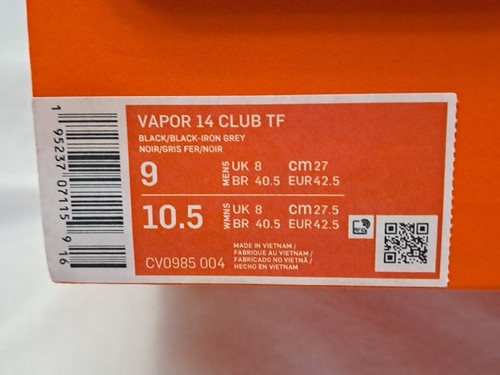 VAPOR 14 CLUB TF
BLACK/BLACK-IRON GREY
NOIR/GRIS FER/NOIR
9 MENS UK 8 cm 27
BR 40.5 EUR 42.5
10.5 WMNS UK 8 cm 27.5
BR 40.5 EUR 42.5
CV0985 004
MADE IN VIETNAM /
FABRIQUE AU VIETNAM /
FABRICADO NO VIETNÃ /
HECHO EN VIETNAM
1 95237 07115 9 16